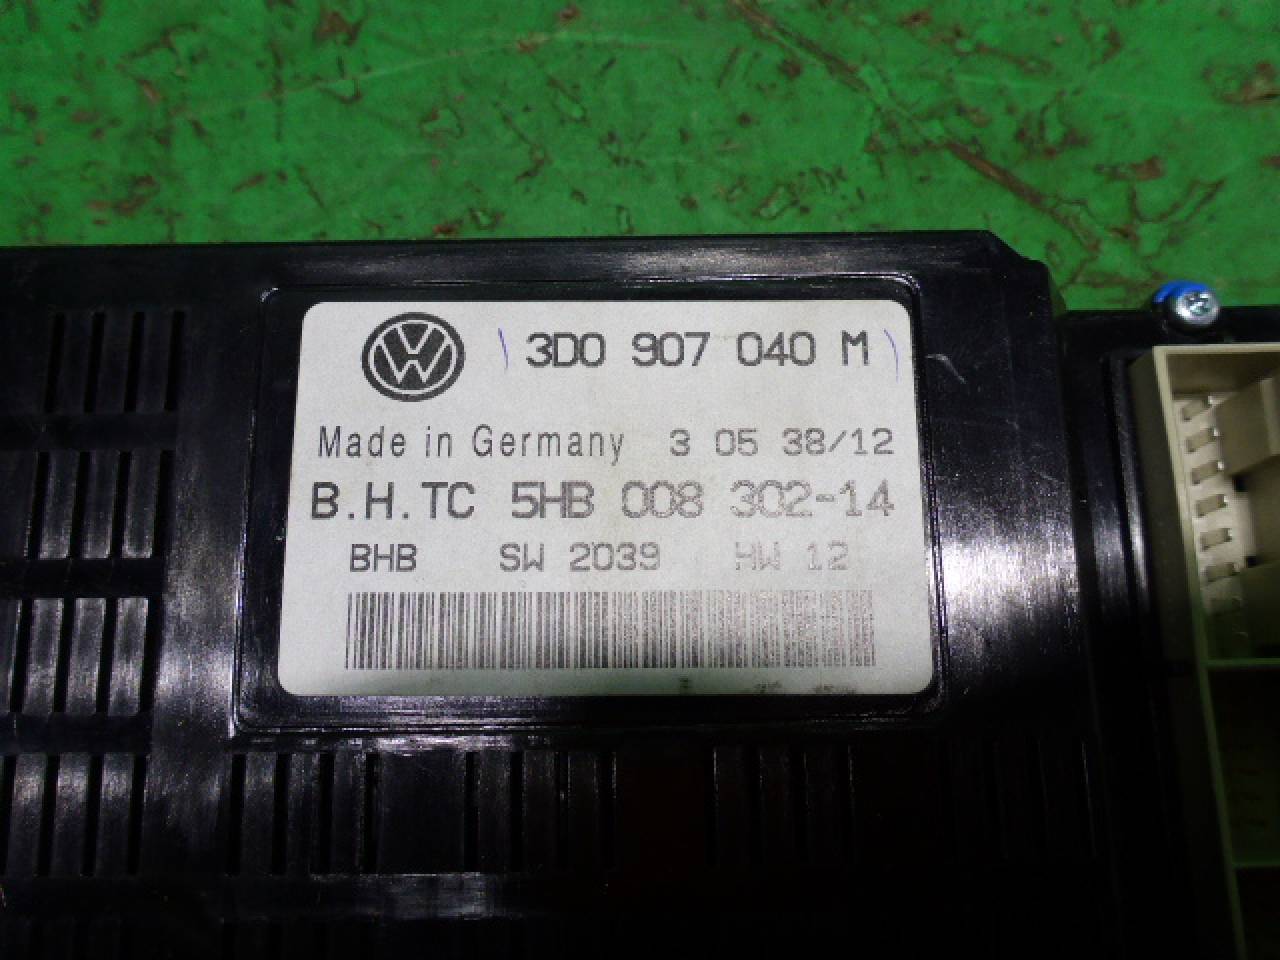 VW 3D0 907 040 M
Made in Germany 3 05 38/12
B.H.TC 5HB 008 302-14
BHB SW 2039 HW 12